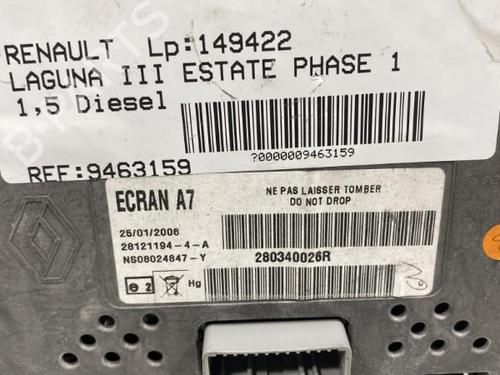 RENAULT Lp:149422
LAGUNA III ESTATE PHASE 1
1,5 Diesel
?0000009463159
REF:9463159
ECRAN A7
NE PAS LAISSER TOMBER
DO NOT DROP
25/01/2008
28121194-4-A
NS08024847-Y
280340026R
e 2
Hg